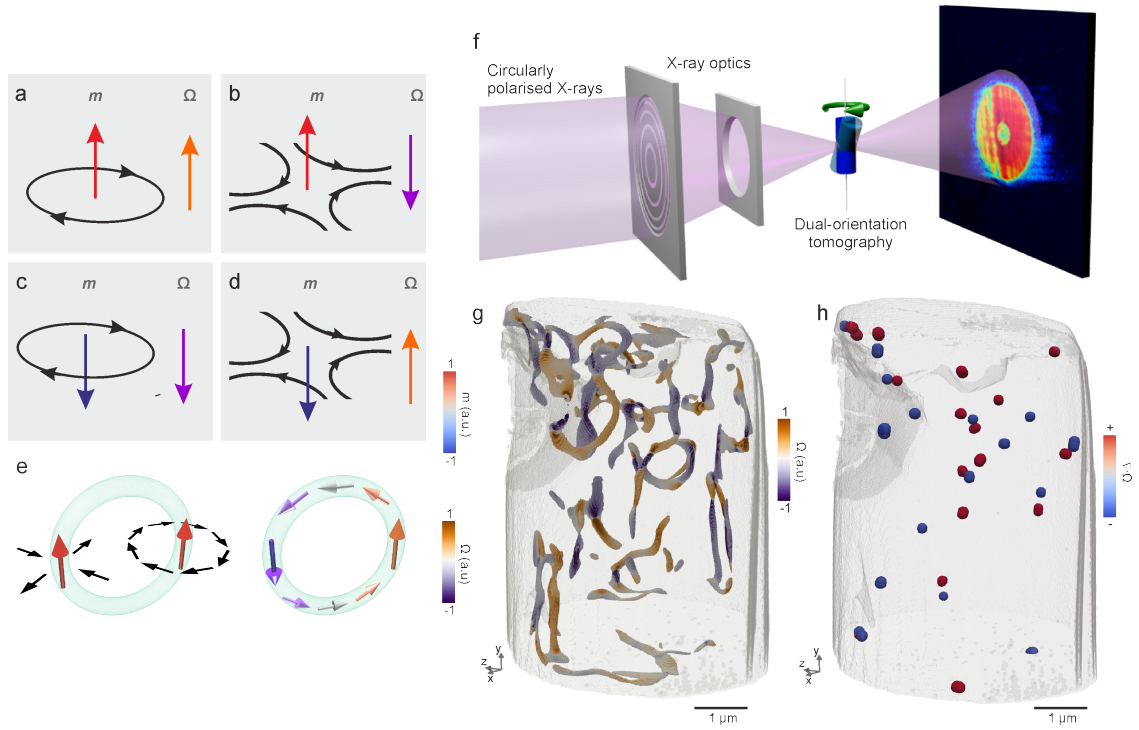 a
m
Ω
b
m
Ω
c
m
Ω
d
m
Ω
1
m (a.u.)
-1
e
1
Ω (a.u)
-1
f
Circularly
polarised X-rays
X-ray optics
Dual-orientation
tomography
g
1
Ω (a.u)
-1
y
z
x
1 µm
h
+
∇·Ω
-
y
z
x
1 µm